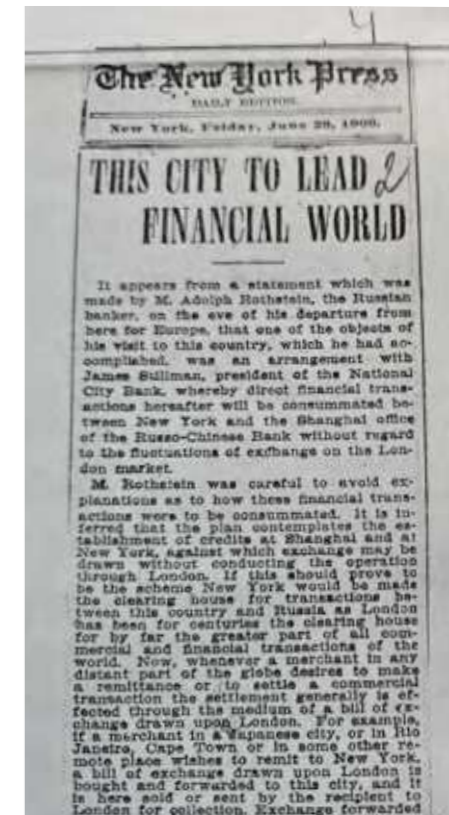 4
The New York Press
DAILY EDITION.
New York, Friday, June 29, 1900.
THIS CITY TO LEAD 2
FINANCIAL WORLD
It appears from a statement which was
made by M. Adolph Rothstein, the Russian
banker, on the eve of his departure from
here for Europe, that one of the objects of
his visit to this country, which he had ac-
complished, was an arrangement with
James Stillman, president of the National
City Bank, whereby direct financial trans-
actions hereafter will be consummated be-
tween New York and the Shanghai office
of the Russo-Chinese Bank without regard
to the fluctuations of exchange on the Lon-
don market.
M. Rothstein was careful to avoid ex-
planations as to how these financial trans-
actions were to be consummated. It is in-
ferred that the plan contemplates the es-
tablishment of credits at Shanghai and at
New York, against which exchange may be
drawn without conducting the operation
through London. If this should prove to
be the scheme New York would be made
the clearing house for transactions be-
tween this country and Russia as London
has been for centuries the clearing house
for by far the greater part of all com-
mercial and financial transactions of the
world. Now, whenever a merchant in any
distant part of the globe desires to make
a remittance or to settle a commercial
transaction the settlement generally is ef-
fected through the medium of a bill of ex-
change drawn upon London. For example,
if a merchant in a Japanese city, or in Rio
Janeiro, Cape Town or in some other re-
mote place wishes to remit to New York,
a bill of exchange drawn upon London is
bought and forwarded to this city, and it
is here sold or sent by the recipient to
London for collection. Exchange forwarded